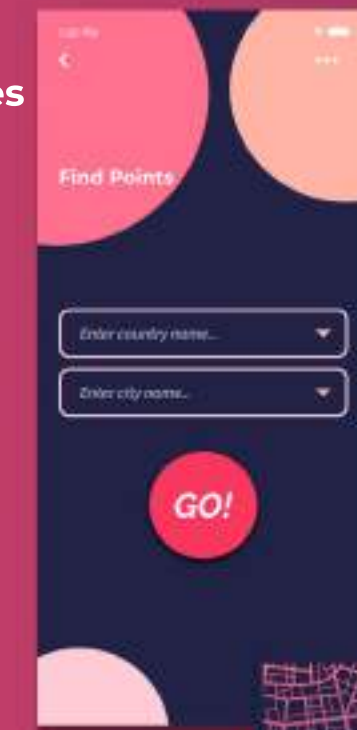 es
Find Points
Enter country name...
Enter city name...
GO!